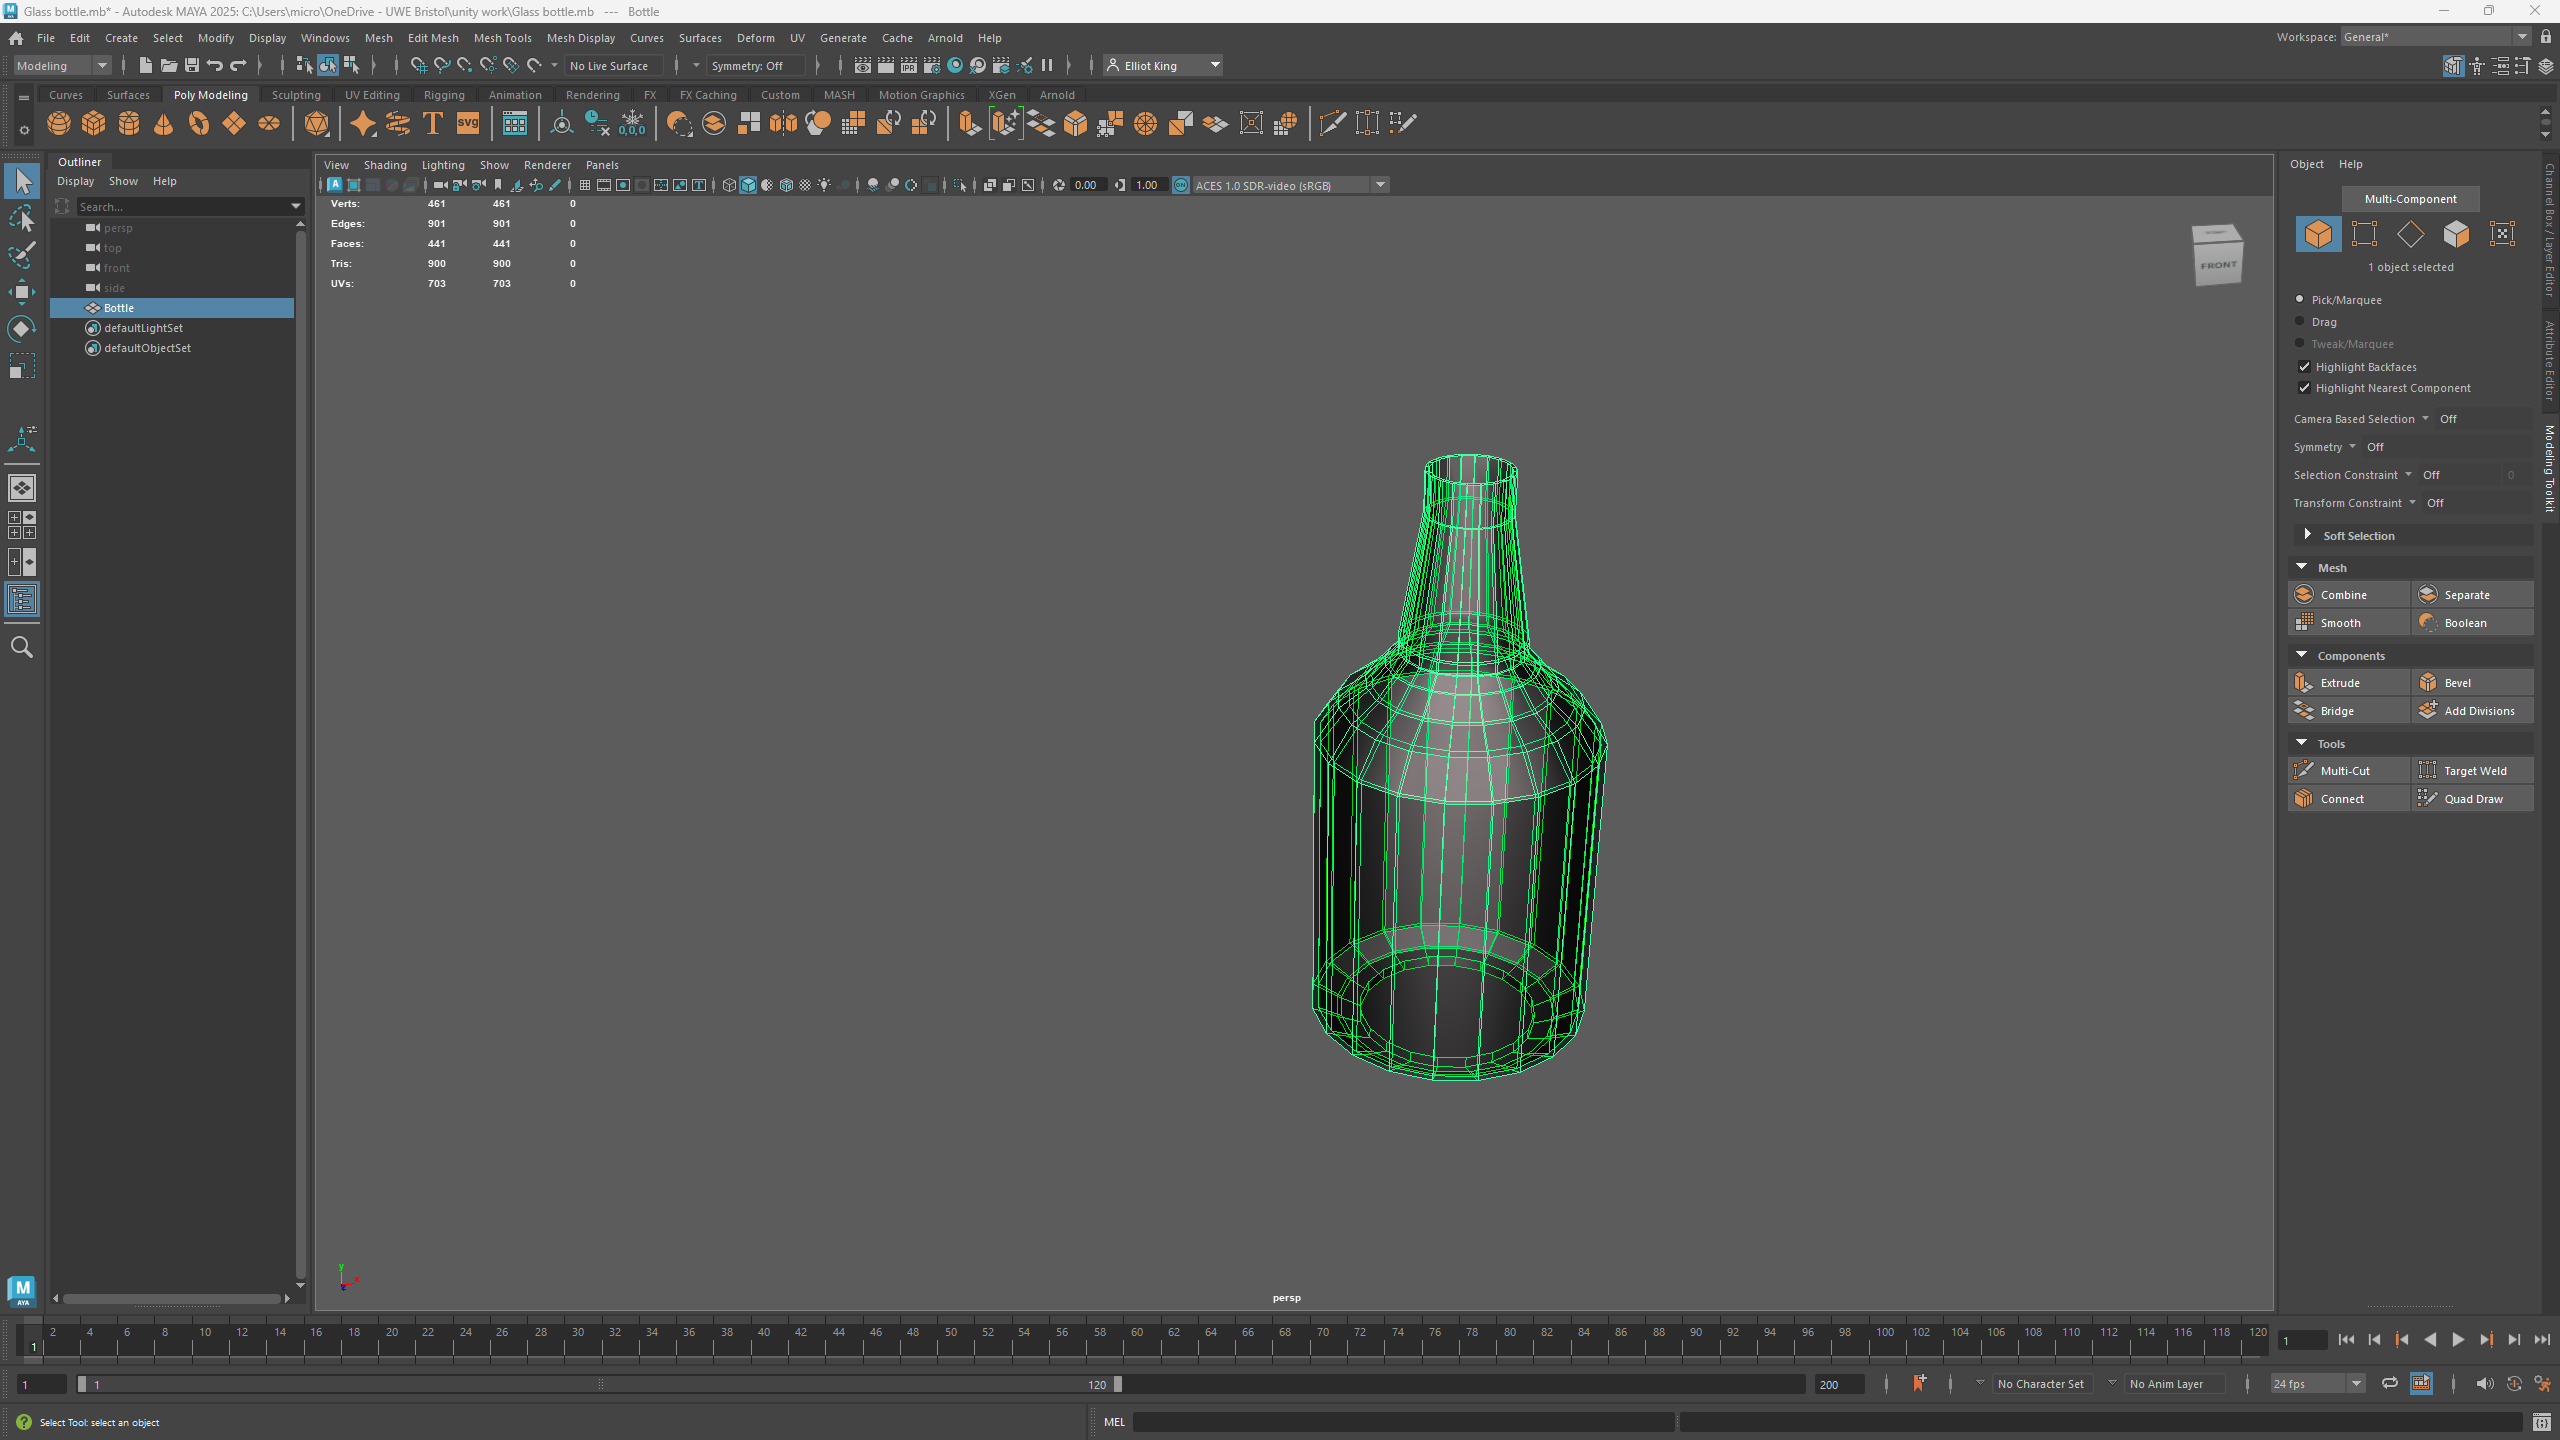 Glass bottle.mb* - Autodesk MAYA 2025: C:\Users\micro\OneDrive - UWE Bristol\unity work\Glass bottle.mb   ---   Bottle
File Edit Create Select Modify Display Windows Mesh Edit Mesh Mesh Tools Mesh Display Curves Surfaces Deform UV Generate Cache Arnold Help
Workspace: General*
Modeling No Live Surface Symmetry: Off IPR Elliot King
Curves Surfaces Poly Modeling Sculpting UV Editing Rigging Animation Rendering FX FX Caching Custom MASH Motion Graphics XGen Arnold
T svg 0,0,0
Outliner
Display Show Help
Search...
persp
top
front
side
Bottle
defaultLightSet
defaultObjectSet
View Shading Lighting Show Renderer Panels
0.00 1.00 ACES 1.0 SDR-video (sRGB)
Verts: 461 461 0
Edges: 901 901 0
Faces: 441 441 0
Tris: 900 900 0
UVs: 703 703 0
FRONT
y
x
z
persp
Object Help
Multi-Component
1 object selected
Pick/Marquee
Drag
Tweak/Marquee
Highlight Backfaces
Highlight Nearest Component
Camera Based Selection Off
Symmetry Off
Selection Constraint Off 0
Transform Constraint Off
Soft Selection
Mesh
Combine Separate
Smooth Boolean
Components
Extrude Bevel
Bridge Add Divisions
Tools
Multi-Cut Target Weld
Connect Quad Draw
Channel Box / Layer Editor
Attribute Editor
Modeling Toolkit
M
AYA
2 4 6 8 10 12 14 16 18 20 22 24 26 28 30 32 34 36 38 40 42 44 46 48 50 52 54 56 58 60 62 64 66 68 70 72 74 76 78 80 82 84 86 88 90 92 94 96 98 100 102 104 106 108 110 112 114 116 118 120
1
1
1 1 120 200 No Character Set No Anim Layer 24 fps
Select Tool: select an object
MEL